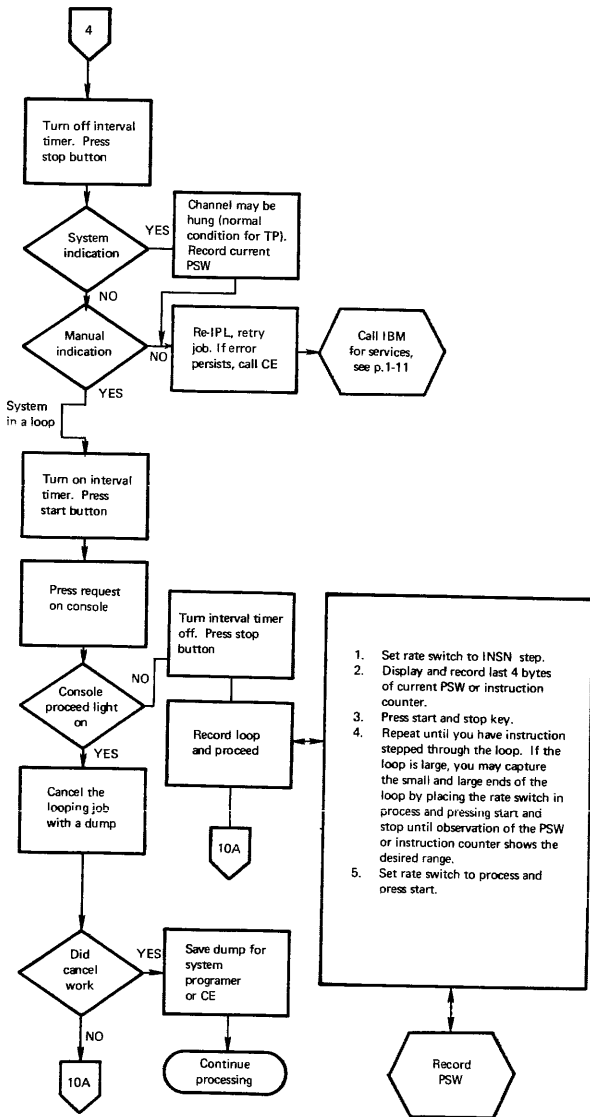 4
Turn off interval
timer. Press
stop button
System
indication
YES
Channel may be
hung (normal
condition for TP).
Record current
PSW
NO
Manual
indication
NO
Re-IPL, retry
job. If error
persists, call CE
Call IBM
for services,
see p.1-11
YES
System
in a loop
Turn on interval
timer. Press
start button
Press request
on console
Turn interval timer
off. Press stop
button
Console
proceed light
on
NO
YES
Record loop
and proceed
10A
1. Set rate switch to INSN step.
2. Display and record last 4 bytes
of current PSW or instruction
counter.
3. Press start and stop key.
4. Repeat until you have instruction
stepped through the loop. If the
loop is large, you may capture
the small and large ends of the
loop by placing the rate switch in
process and pressing start and
stop until observation of the PSW
or instruction counter shows the
desired range.
5. Set rate switch to process and
press start.
Cancel the
looping job
with a dump
Did
cancel
work
YES
Save dump for
system
programer
or CE
NO
10A
Continue
processing
Record
PSW